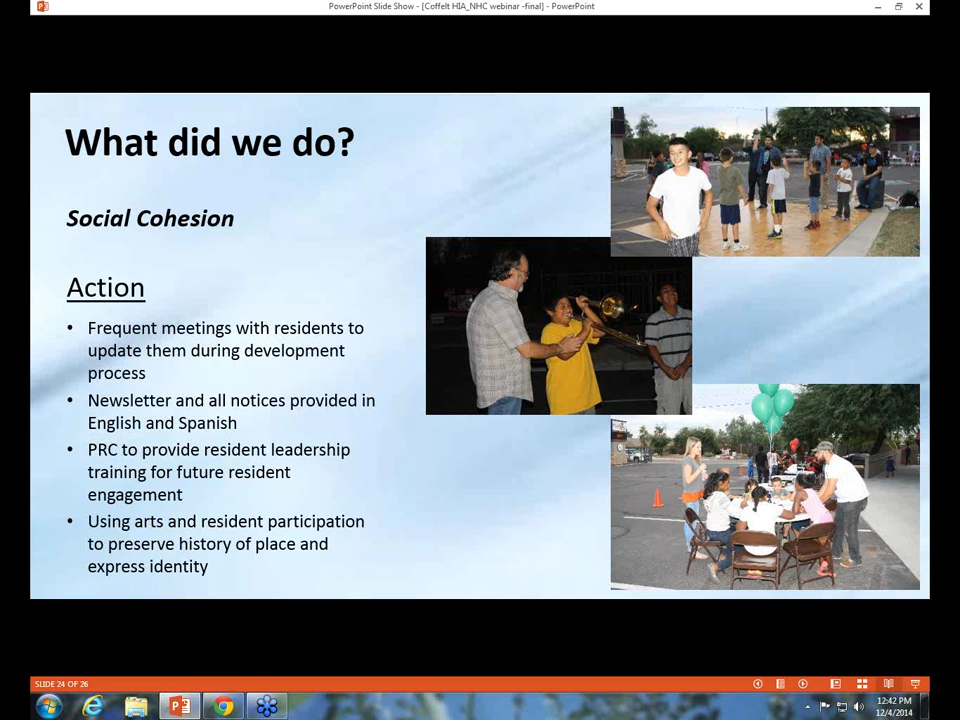 PowerPoint Slide Show - [Coffelt HIA_NHC webinar -final] - PowerPoint
What did we do?
Social Cohesion
Action
• Frequent meetings with residents to
update them during development
process
• Newsletter and all notices provided in
English and Spanish
• PRC to provide resident leadership
training for future resident
engagement
• Using arts and resident participation
to preserve history of place and
express identity
SLIDE 24 OF 26
12:42 PM
12/4/2014